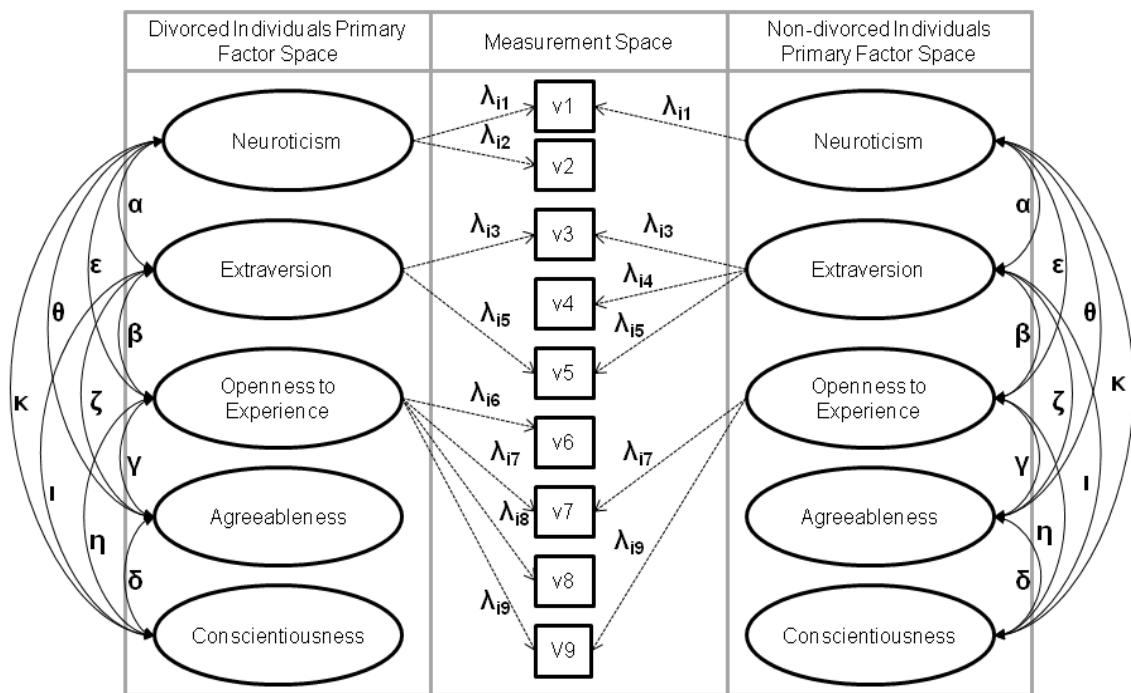 Divorced Individuals Primary
Factor Space
Measurement Space
Non-divorced Individuals
Primary Factor Space
Neuroticism
Extraversion
Openness to
Experience
Agreeableness
Conscientiousness
α
ε
θ
β
κ
ζ
γ
ι
η
δ
λi1
λi2
λi3
λi5
λi6
λi7
λi8
λi9
v1
v2
v3
v4
v5
v6
v7
v8
V9
λi1
λi3
λi4
λi5
λi7
λi9
Neuroticism
Extraversion
Openness to
Experience
Agreeableness
Conscientiousness
α
ε
θ
β
κ
ζ
γ
ι
η
δ